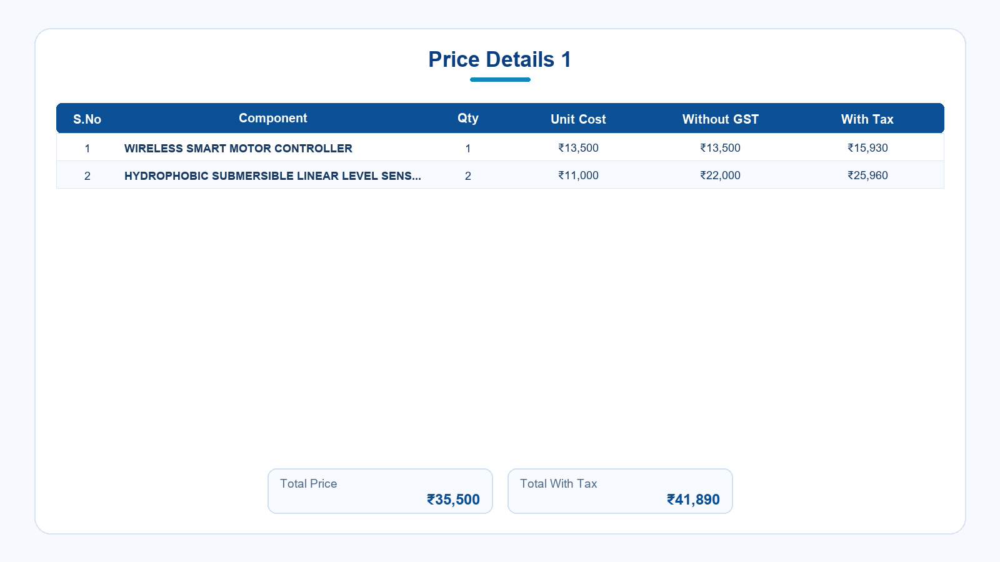 Price Details 1
S.No Component Qty Unit Cost Without GST With Tax
1 WIRELESS SMART MOTOR CONTROLLER 1 ₹13,500 ₹13,500 ₹15,930
2 HYDROPHOBIC SUBMERSIBLE LINEAR LEVEL SENS... 2 ₹11,000 ₹22,000 ₹25,960
Total Price
₹35,500
Total With Tax
₹41,890